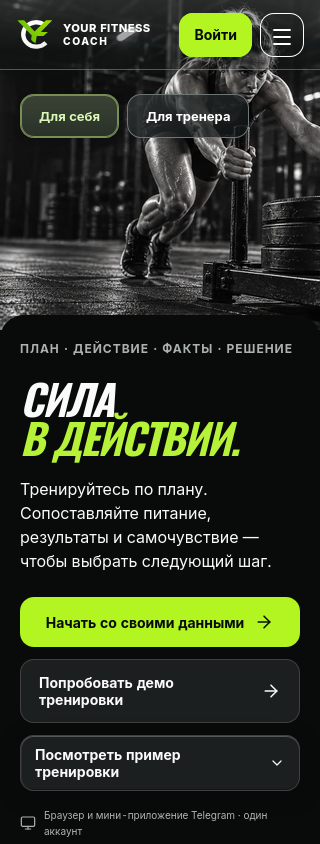 YOUR FITNESS
COACH
Войти
Для себя
Для тренера
ПЛАН · ДЕЙСТВИЕ · ФАКТЫ · РЕШЕНИЕ
СИЛА
В ДЕЙСТВИИ.
Тренируйтесь по плану.
Сопоставляйте питание,
результаты и самочувствие —
чтобы выбрать следующий шаг.
Начать со своими данными
Попробовать демо
тренировки
Посмотреть пример
тренировки
Браузер и мини-приложение Telegram · один
аккаунт